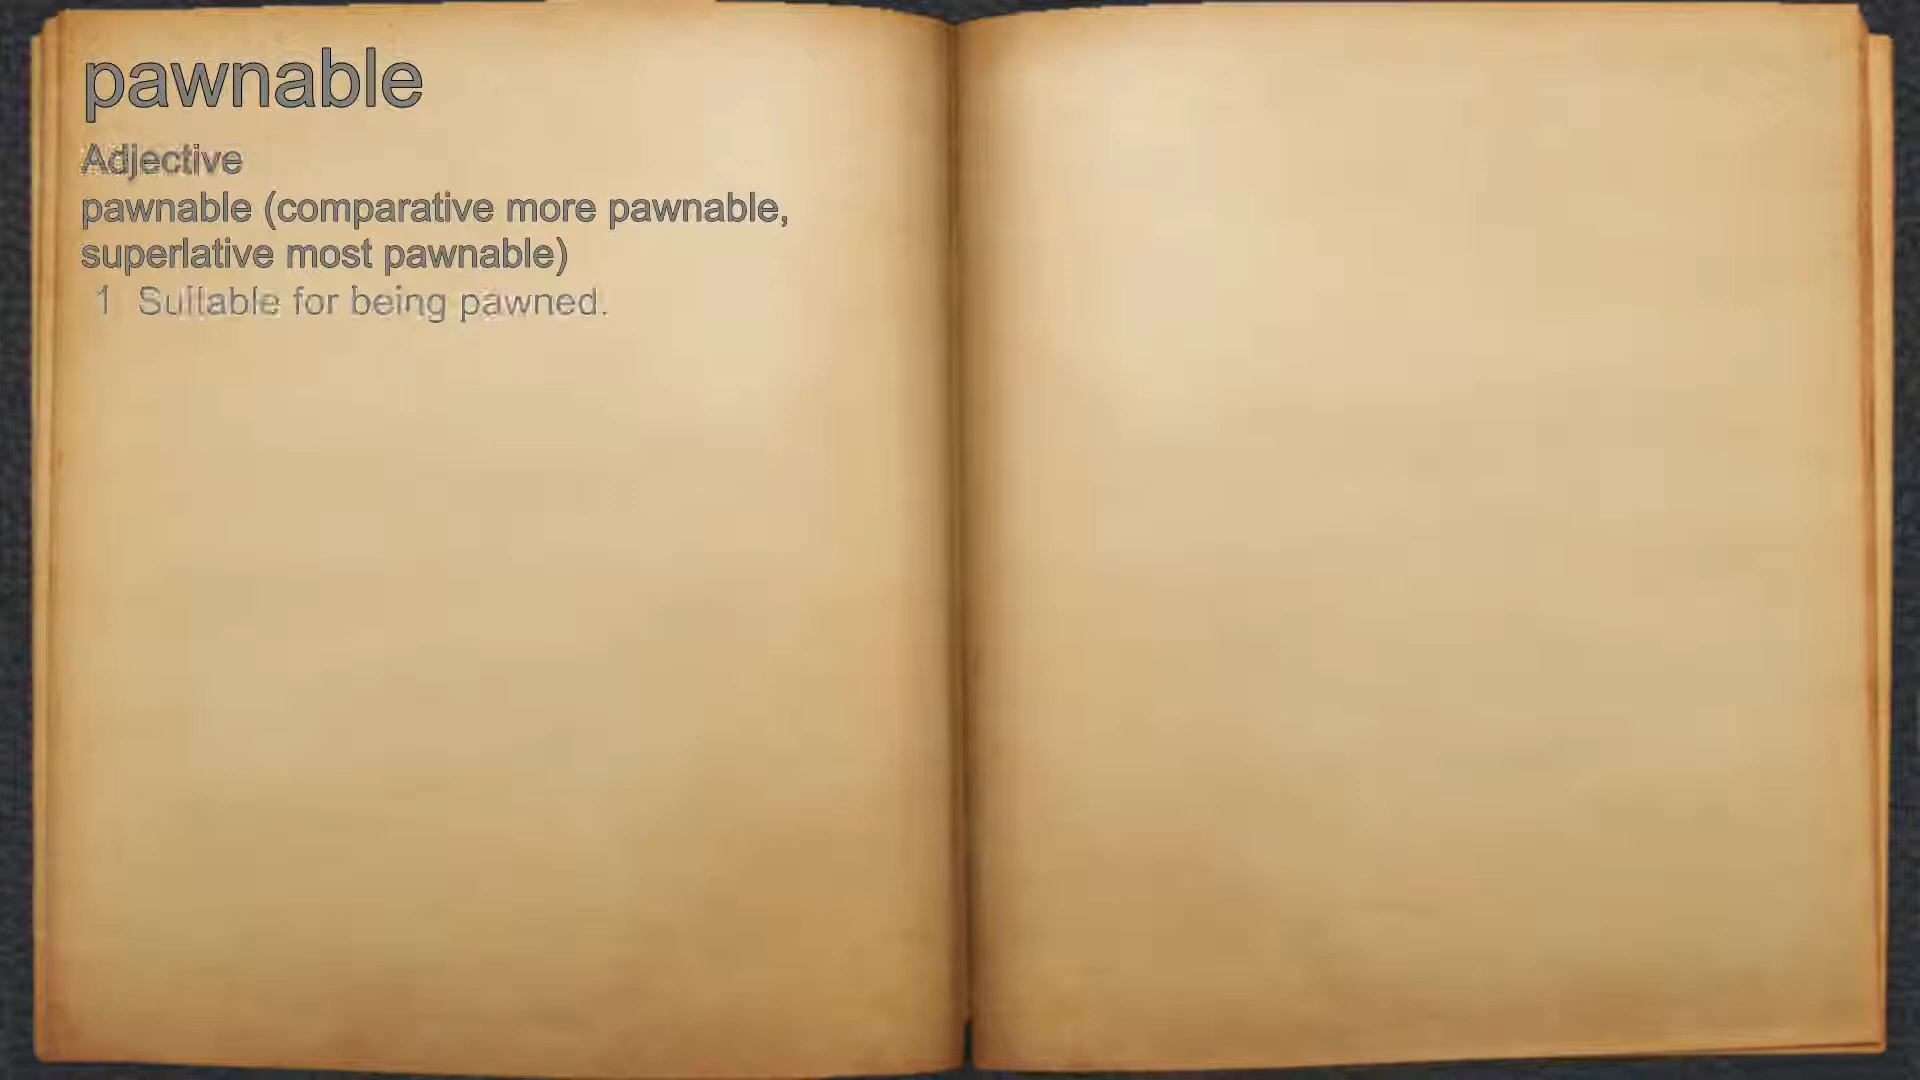 pawnable
Adjective
pawnable (comparative more pawnable,
superlative most pawnable)
1 Suitable for being pawned.